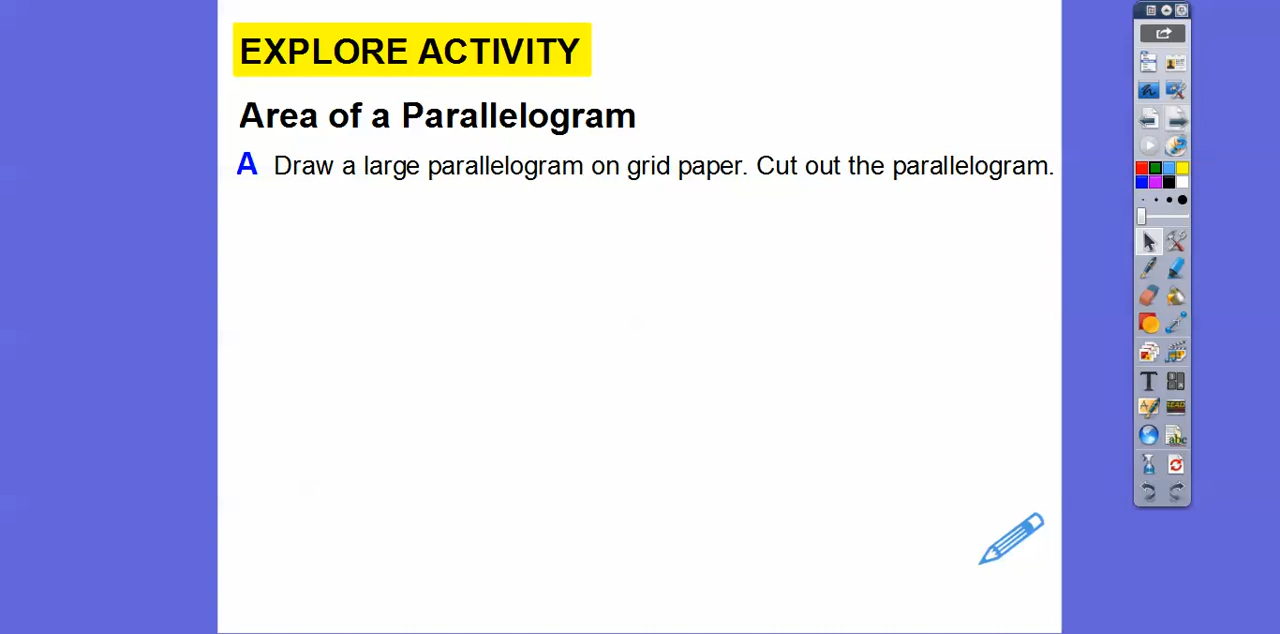 EXPLORE ACTIVITY
Area of a Parallelogram
A Draw a large parallelogram on grid paper. Cut out the parallelogram.